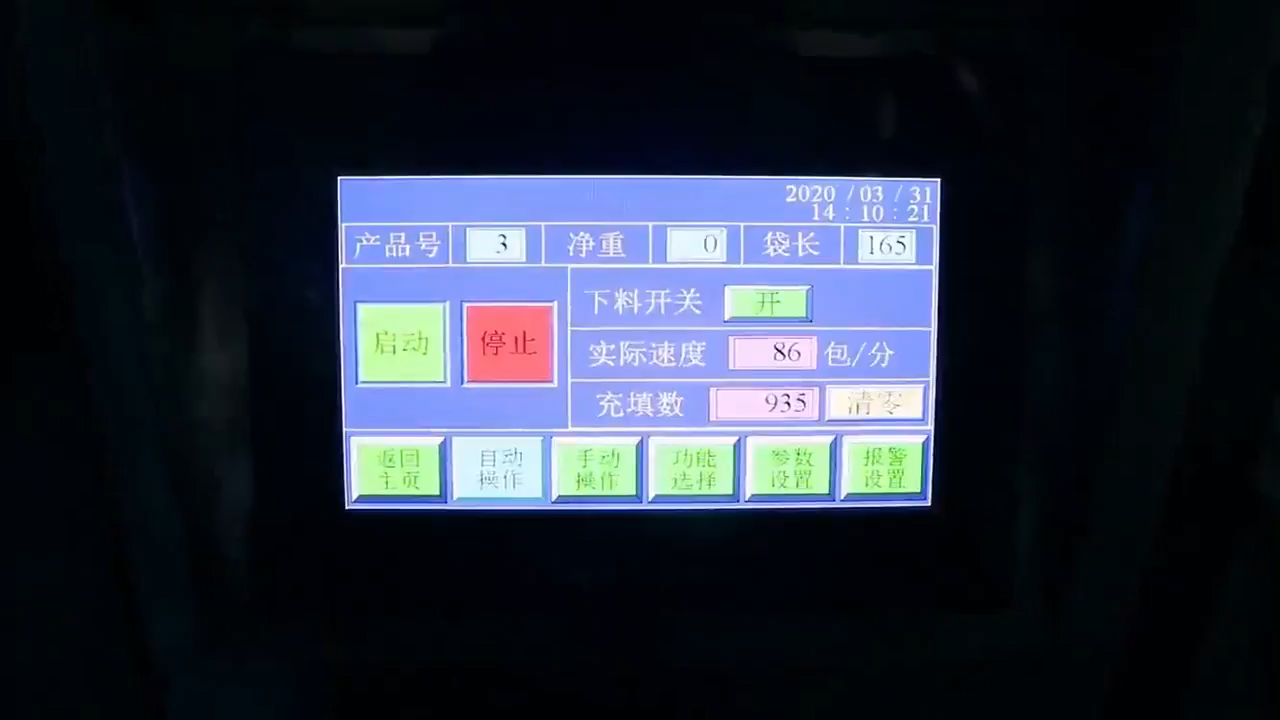 2020 / 03 / 31
14 : 10 : 21
产品号 3 净重 0 袋长 165
下料开关 开
启动 停止
实际速度 86 包/分
充填数 935 清零
返回 自动 手动 功能 参数 报警
主页 操作 操作 选择 设置 设置